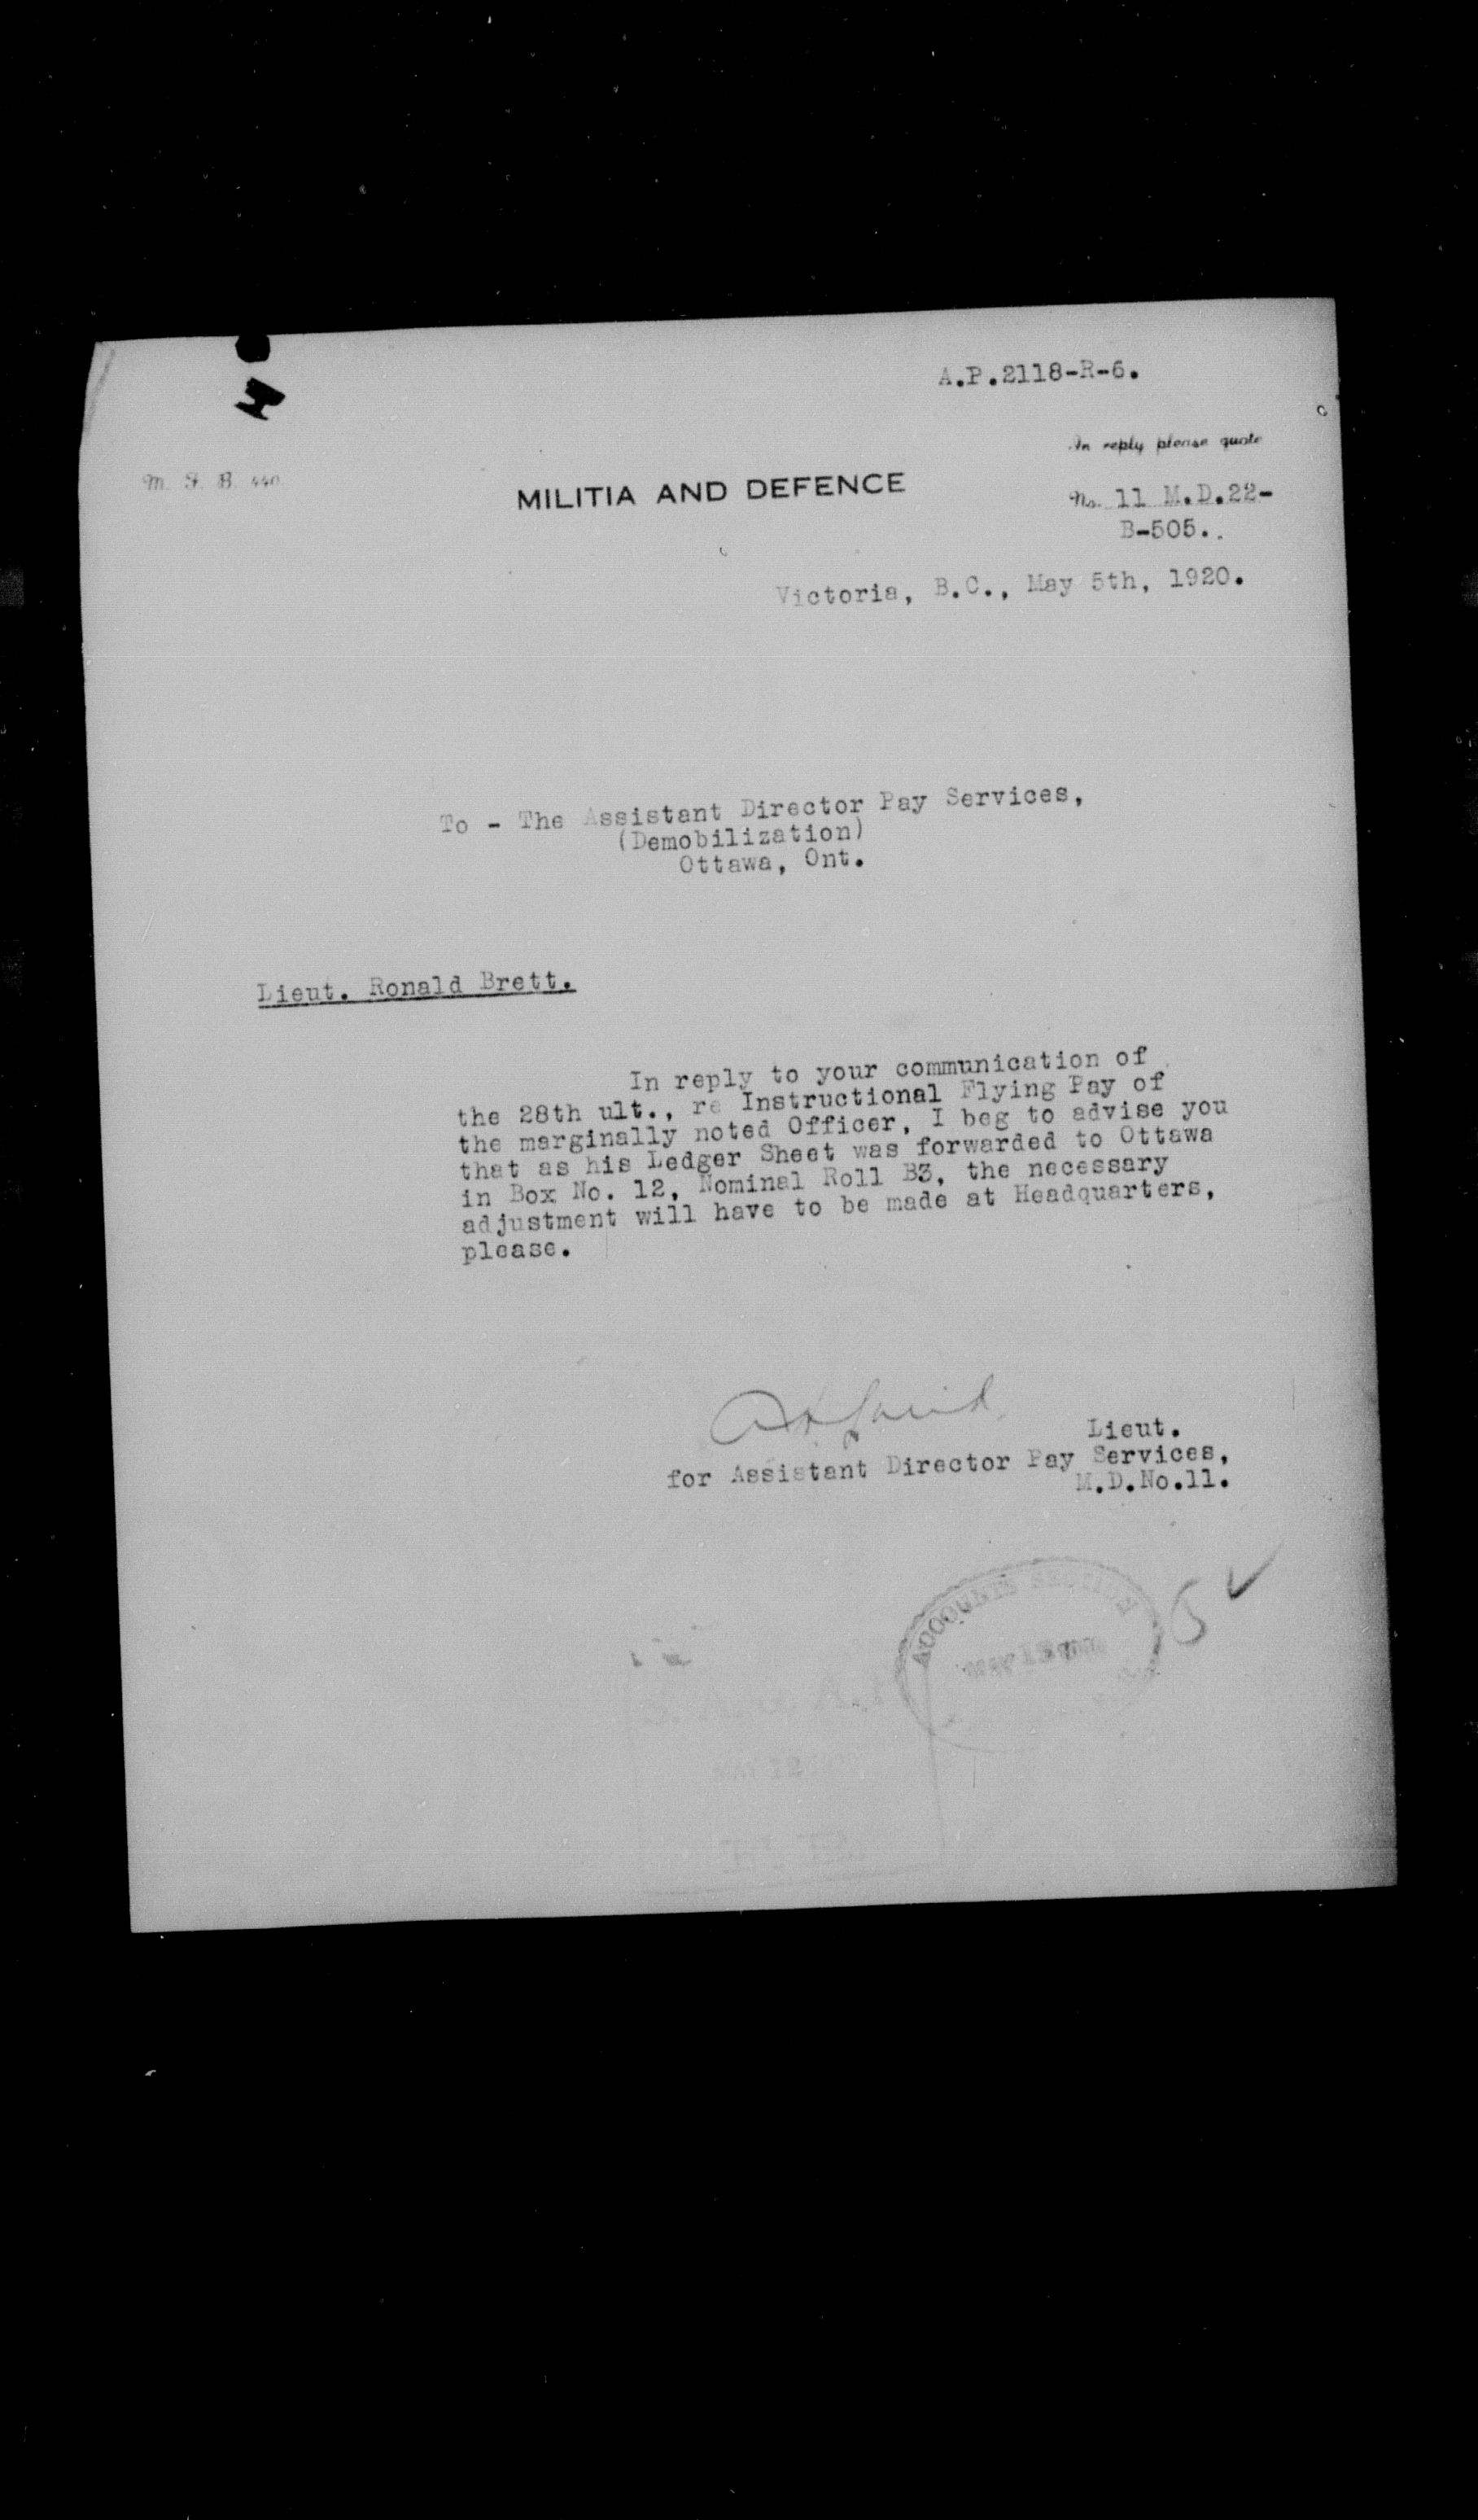 A.P.2118-R-6.
In reply please quote
M. F. B. 440.
MILITIA AND DEFENCE
No. 11 M.D.22-
B-505..
Victoria, B.C., May 5th, 1920.
To - The Assistant Director Pay Services,
(Demobilization)
Ottawa, Ont.
Lieut. Ronald Brett.
In reply to your communication of
the 28th ult., re Instructional Flying Pay of
the marginally noted Officer, I beg to advise you
that as his Ledger Sheet was forwarded to Ottawa
in Box No. 12, Nominal Roll B3, the necessary
adjustment will have to be made at Headquarters,
please.
Lieut.
for Assistant Director Pay Services,
M.D.No.11.
ACCOUNTS SECTION